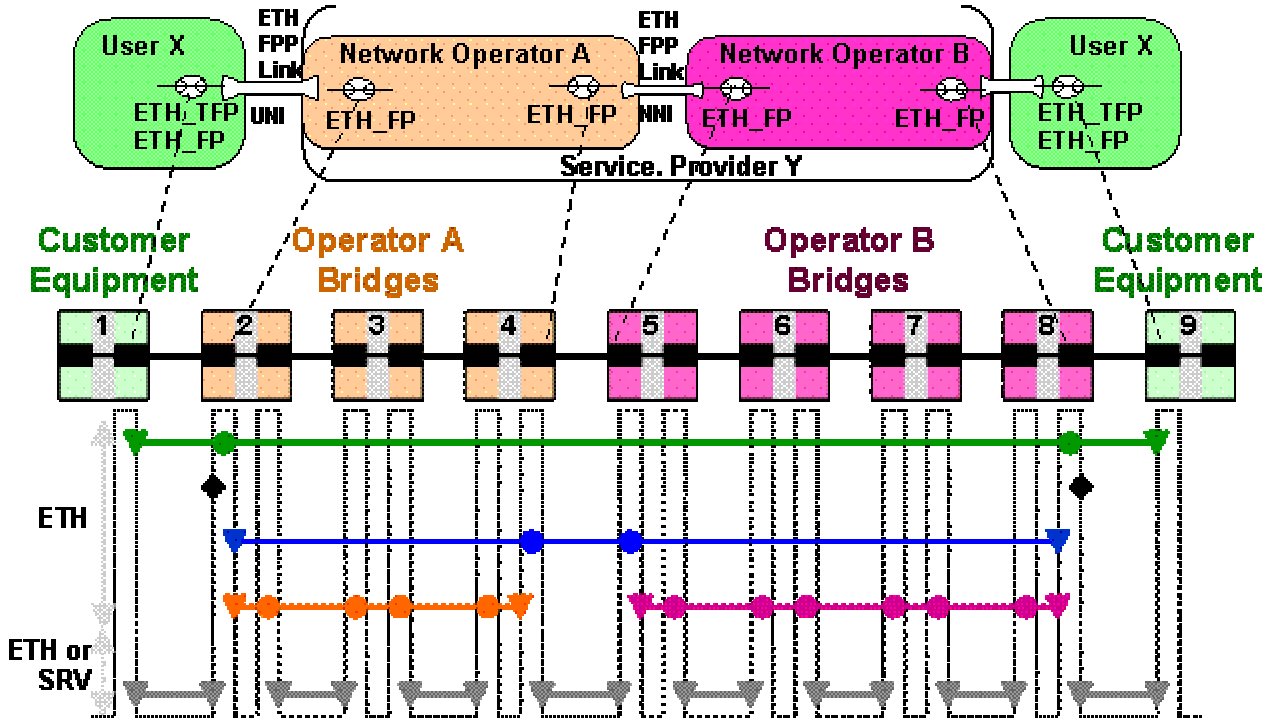 User X
ETH
FPP
Link
UNI
Network Operator A
ETH
FPP
Link
NNI
Network Operator B
User X
ETH_TFP
ETH_FP
ETH_FP
ETH_FP
ETH_FP
ETH_FP
ETH_TFP
ETH_FP
Service. Provider Y
Customer
Equipment
Operator A
Bridges
Operator B
Bridges
Customer
Equipment
1
2
3
4
5
6
7
8
9
ETH
ETH or
SRV